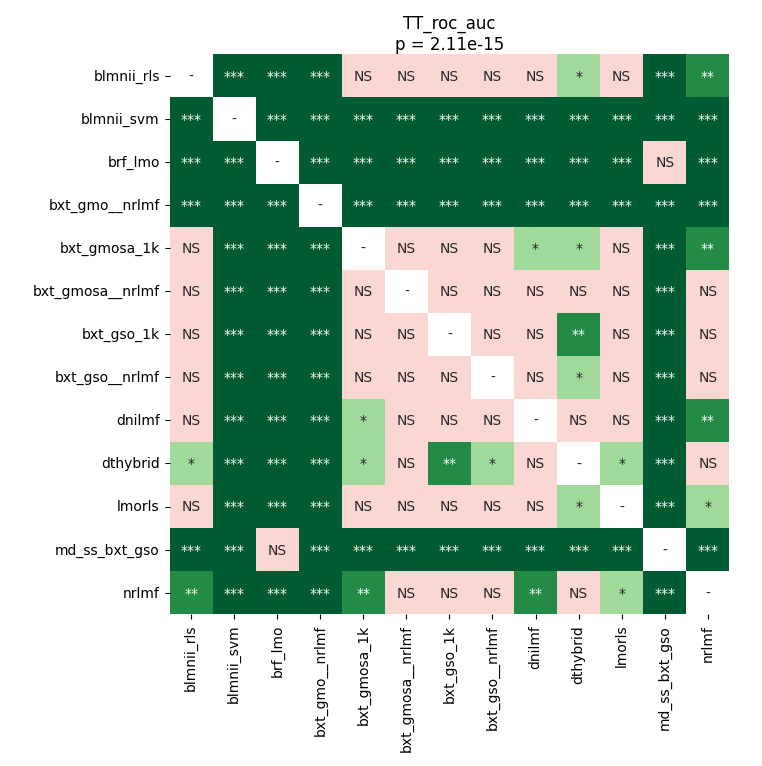 TT_roc_auc
p = 2.11e-15
blmnii_rls - *** *** *** NS NS NS NS NS * NS *** **
blmnii_svm *** - *** *** *** *** *** *** *** *** *** *** ***
brf_lmo *** *** - *** *** *** *** *** *** *** *** NS ***
bxt_gmo__nrlmf *** *** *** - *** *** *** *** *** *** *** *** ***
bxt_gmosa_1k NS *** *** *** - NS NS NS * * NS *** **
bxt_gmosa__nrlmf NS *** *** *** NS - NS NS NS NS NS *** NS
bxt_gso_1k NS *** *** *** NS NS - NS NS ** NS *** NS
bxt_gso__nrlmf NS *** *** *** NS NS NS - NS * NS *** NS
dnilmf NS *** *** *** * NS NS NS - NS NS *** **
dthybrid * *** *** *** * NS ** * NS - * *** NS
lmorls NS *** *** *** NS NS NS NS NS * - *** *
md_ss_bxt_gso *** *** NS *** *** *** *** *** *** *** *** - ***
nrlmf ** *** *** *** ** NS NS NS ** NS * *** -
blmnii_rls
blmnii_svm
brf_lmo
bxt_gmo__nrlmf
bxt_gmosa_1k
bxt_gmosa__nrlmf
bxt_gso_1k
bxt_gso__nrlmf
dnilmf
dthybrid
lmorls
md_ss_bxt_gso
nrlmf